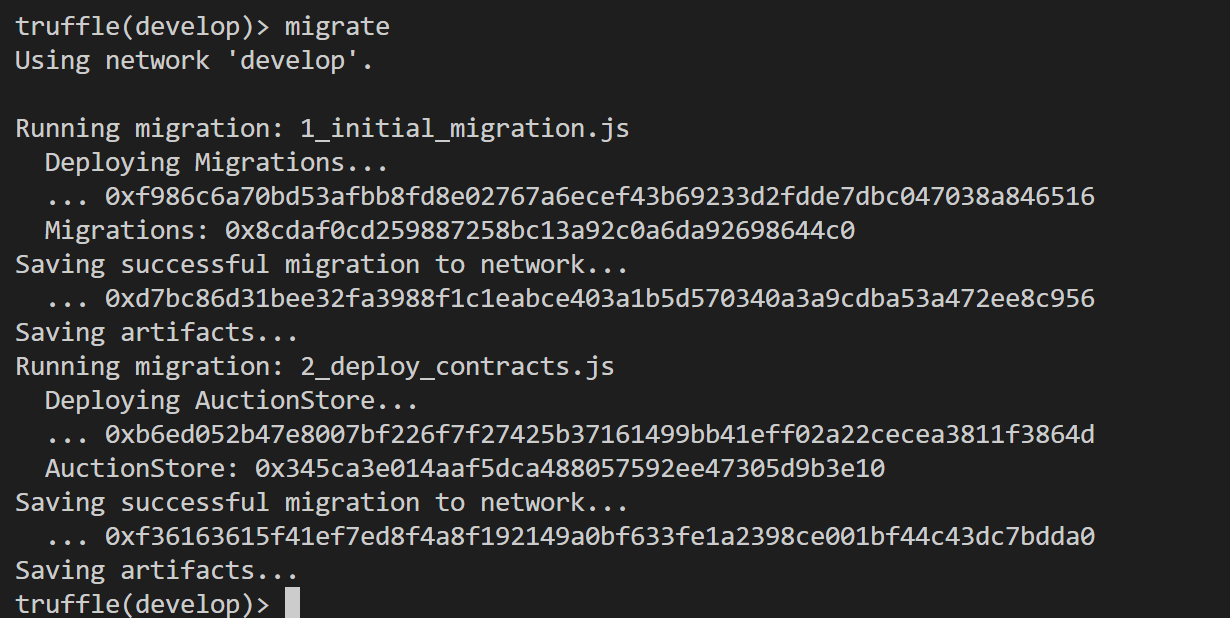 truffle(develop)> migrate
Using network 'develop'.
Running migration: 1_initial_migration.js
Deploying Migrations...
... 0xf986c6a70bd53afbb8fd8e02767a6ecef43b69233d2fdde7dbc047038a846516
Migrations: 0x8cdaf0cd259887258bc13a92c0a6da92698644c0
Saving successful migration to network...
... 0xd7bc86d31bee32fa3988f1c1eabce403a1b5d570340a3a9cdba53a472ee8c956
Saving artifacts...
Running migration: 2_deploy_contracts.js
Deploying AuctionStore...
... 0xb6ed052b47e8007bf226f7f27425b37161499bb41eff02a22cecea3811f3864d
AuctionStore: 0x345ca3e014aaf5dca488057592ee47305d9b3e10
Saving successful migration to network...
... 0xf36163615f41ef7ed8f4a8f192149a0bf633fe1a2398ce001bf44c43dc7bdda0
Saving artifacts...
truffle(develop)>